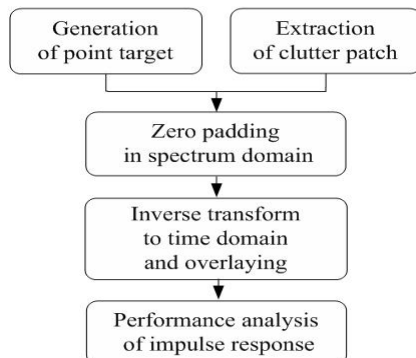 Generation
of point target
Extraction
of clutter patch
Zero padding
in spectrum domain
Inverse transform
to time domain
and overlaying
Performance analysis
of impulse response